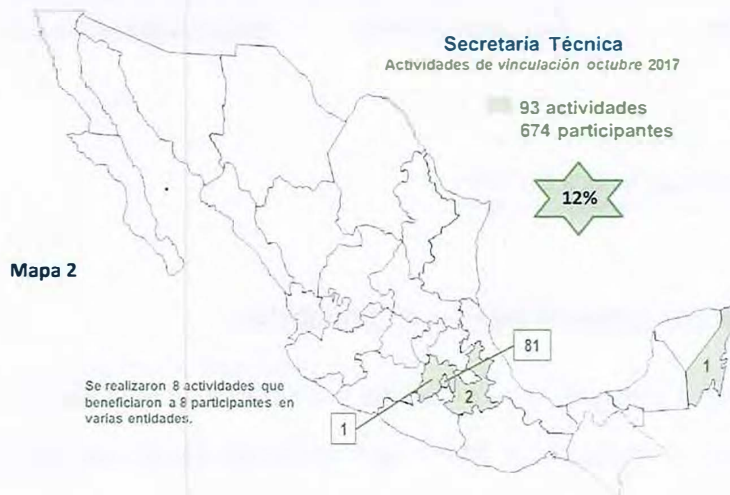 Secretaría Técnica
Actividades de vinculación octubre 2017
93 actividades
674 participantes
12%
Mapa 2
81
1
2
Se realizaron 8 actividades que
beneficiaron a 8 participantes en
varias entidades.
1